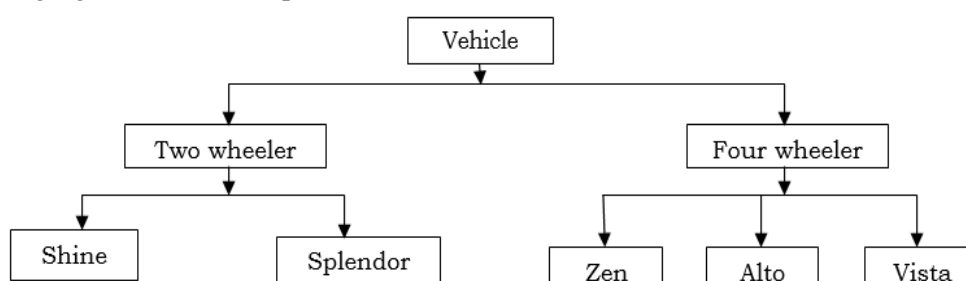 Vehicle
Two wheeler
Four wheeler
Shine
Splendor
Zen
Alto
Vista